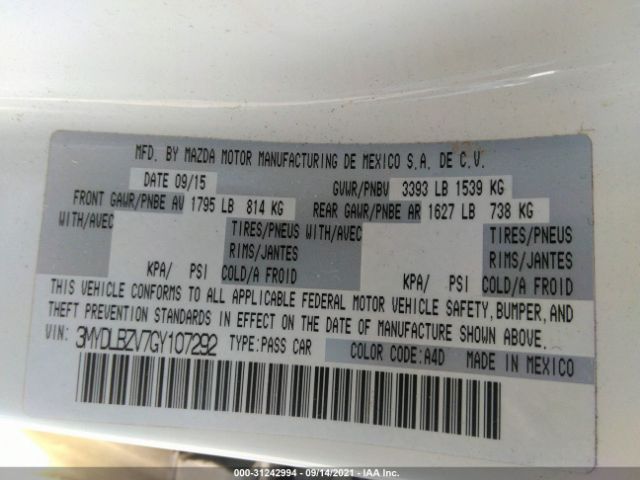 MFD. BY MAZDA MOTOR MANUFACTURING DE MEXICO S.A. DE C.V.
DATE 09/15 GVWR/PNBV 3393 LB 1539 KG
FRONT GAWR/PNBE AV 1795 LB 814 KG REAR GAWR/PNBE AR 1627 LB 738 KG
WITH/AVEC TIRES/PNEUS WITH/AVEC TIRES/PNEUS
RIMS/JANTES RIMS/JANTES
KPA/ PSI COLD/A FROID KPA/ PSI COLD/A FROID
THIS VEHICLE CONFORMS TO ALL APPLICABLE FEDERAL MOTOR VEHICLE SAFETY, BUMPER, AND
THEFT PREVENTION STANDARDS IN EFFECT ON THE DATE OF MANUFACTURE SHOWN ABOVE.
VIN: 3MYDLBZV7GY107292 TYPE:PASS CAR COLOR CODE:A4D MADE IN MEXICO
000-31242994 - 09/14/2021 - IAA Inc.